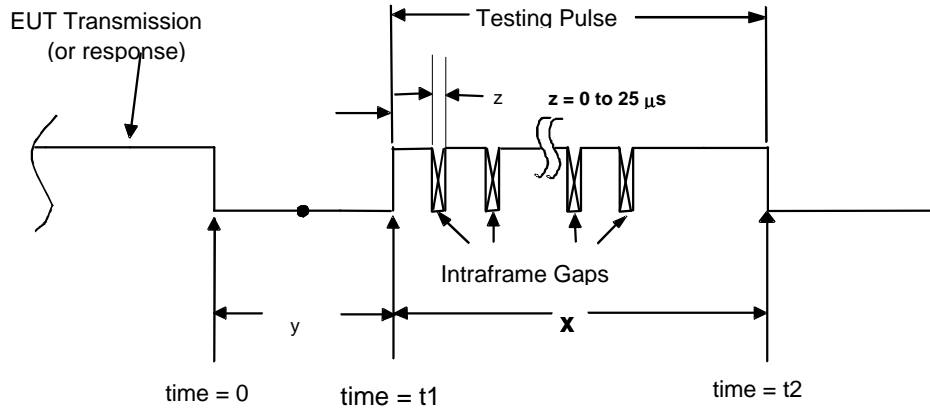 EUT Transmission
(or response)
Testing Pulse
z
z = 0 to 25 μs
Intraframe Gaps
y
x
time = 0
time = t1
time = t2